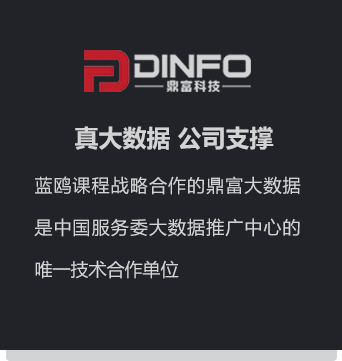 DINFO
鼎富科技
真大数据 公司支撑
蓝鸥课程战略合作的鼎富大数据
是中国服务委大数据推广中心的
唯一技术合作单位